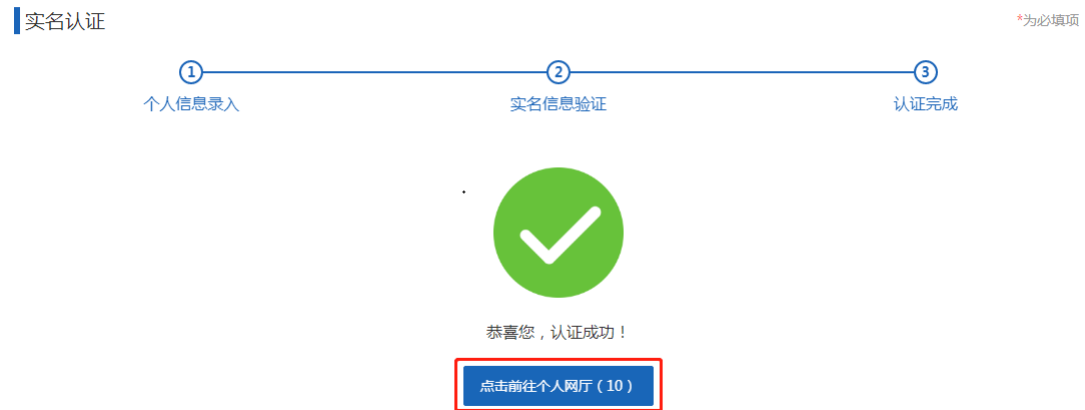 实名认证
*为必填项
1 2 3
个人信息录入 实名信息验证 认证完成
恭喜您，认证成功！
点击前往个人网厅（10）